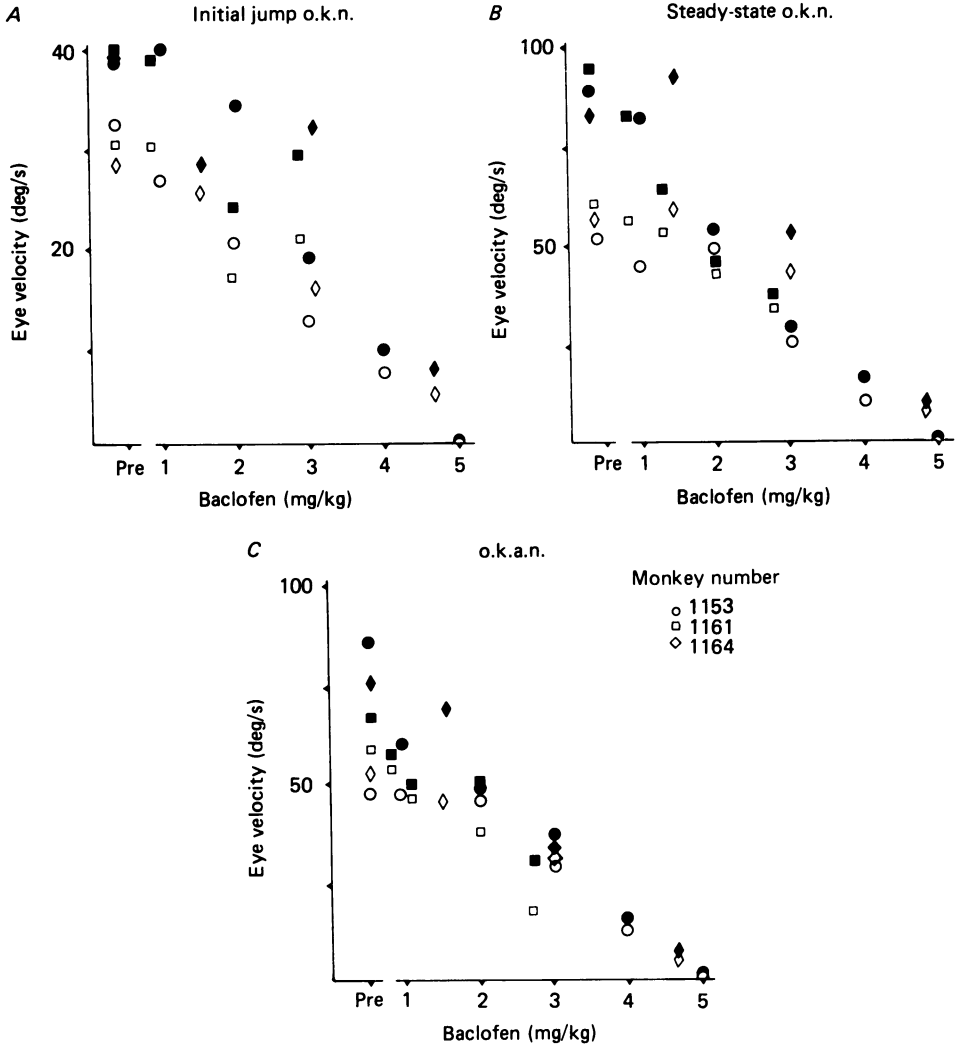 A
Initial jump o.k.n.
40
20
Eye velocity (deg/s)
Pre 1 2 3 4 5
Baclofen (mg/kg)
B
Steady-state o.k.n.
100
50
Eye velocity (deg/s)
Pre 1 2 3 4 5
Baclofen (mg/kg)
C
o.k.a.n.
100
50
Eye velocity (deg/s)
Monkey number
1153
1161
1164
Pre 1 2 3 4 5
Baclofen (mg/kg)